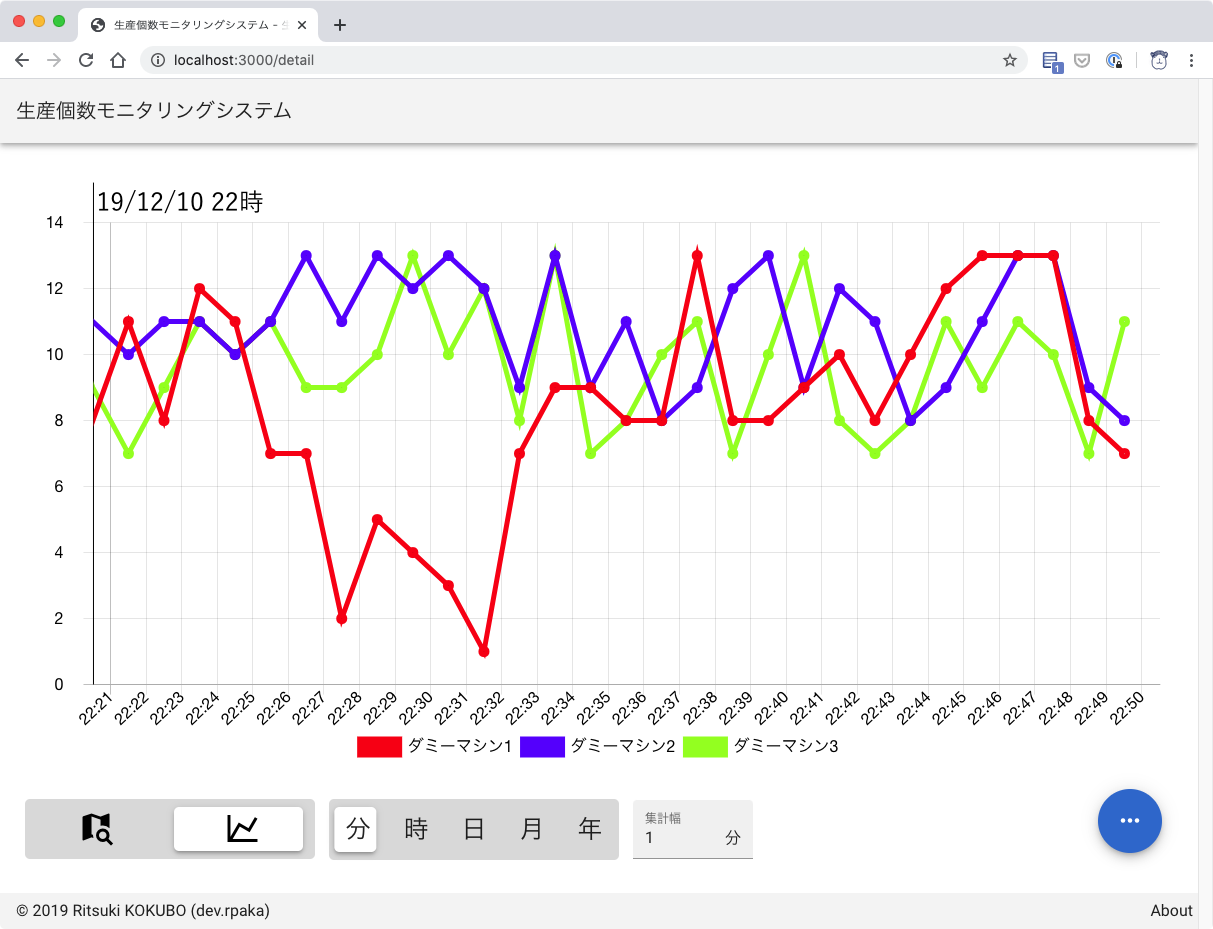 生産個数モニタリングシステム -
localhost:3000/detail
1
生産個数モニタリングシステム
19/12/10 22時
14
12
10
8
6
4
2
0
22:21 22:22 22:23 22:24 22:25 22:26 22:27 22:28 22:29 22:30 22:31 22:32 22:33 22:34 22:35 22:36 22:37 22:38 22:39 22:40 22:41 22:42 22:43 22:44 22:45 22:46 22:47 22:48 22:49 22:50
ダミーマシン1 ダミーマシン2 ダミーマシン3
分 時 日 月 年
集計幅
1 分
© 2019 Ritsuki KOKUBO (dev.rpaka) About